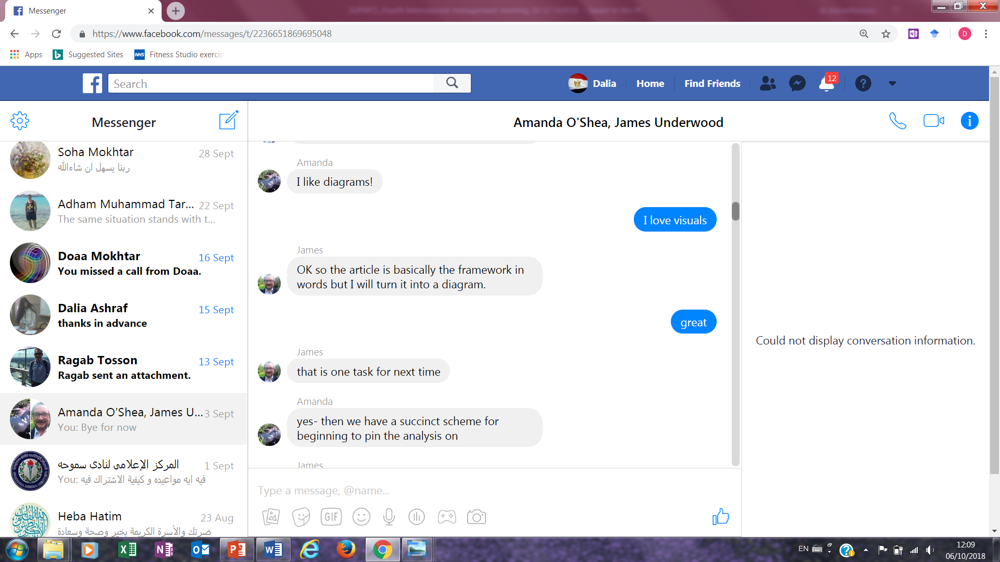 Messenger
https://www.facebook.com/messages/t/2236651869695048
D
Apps
Suggested Sites
NHS
Fitness Studio exercis
Search
Dalia
Home
Find Friends
12
Messenger
Amanda O'Shea, James Underwood
Soha Mokhtar
28 Sept
ربنا يسهل ان شاءالله
Adham Muhammad Tar...
22 Sept
The same situation stands with t...
Doaa Mokhtar
16 Sept
You missed a call from Doaa.
Dalia Ashraf
15 Sept
thanks in advance
Ragab Tosson
13 Sept
Ragab sent an attachment.
Amanda O'Shea, James U...
3 Sept
You: Bye for now
المركز الإعلامى لنادى سموحه
1 Sept
You: فيه ايه مواعيده و كيفية الاشتراك فيه
Heba Hatim
23 Aug
ضرتك والأسرة الكريمة بخير وصحة وسعادة
Amanda
I like diagrams!
I love visuals
James
OK so the article is basically the framework in
words but I will turn it into a diagram.
great
James
that is one task for next time
Amanda
yes- then we have a succinct scheme for
beginning to pin the analysis on
James
Type a message, @name...
GIF
Could not display conversation information.
EN
12:09
06/10/2018